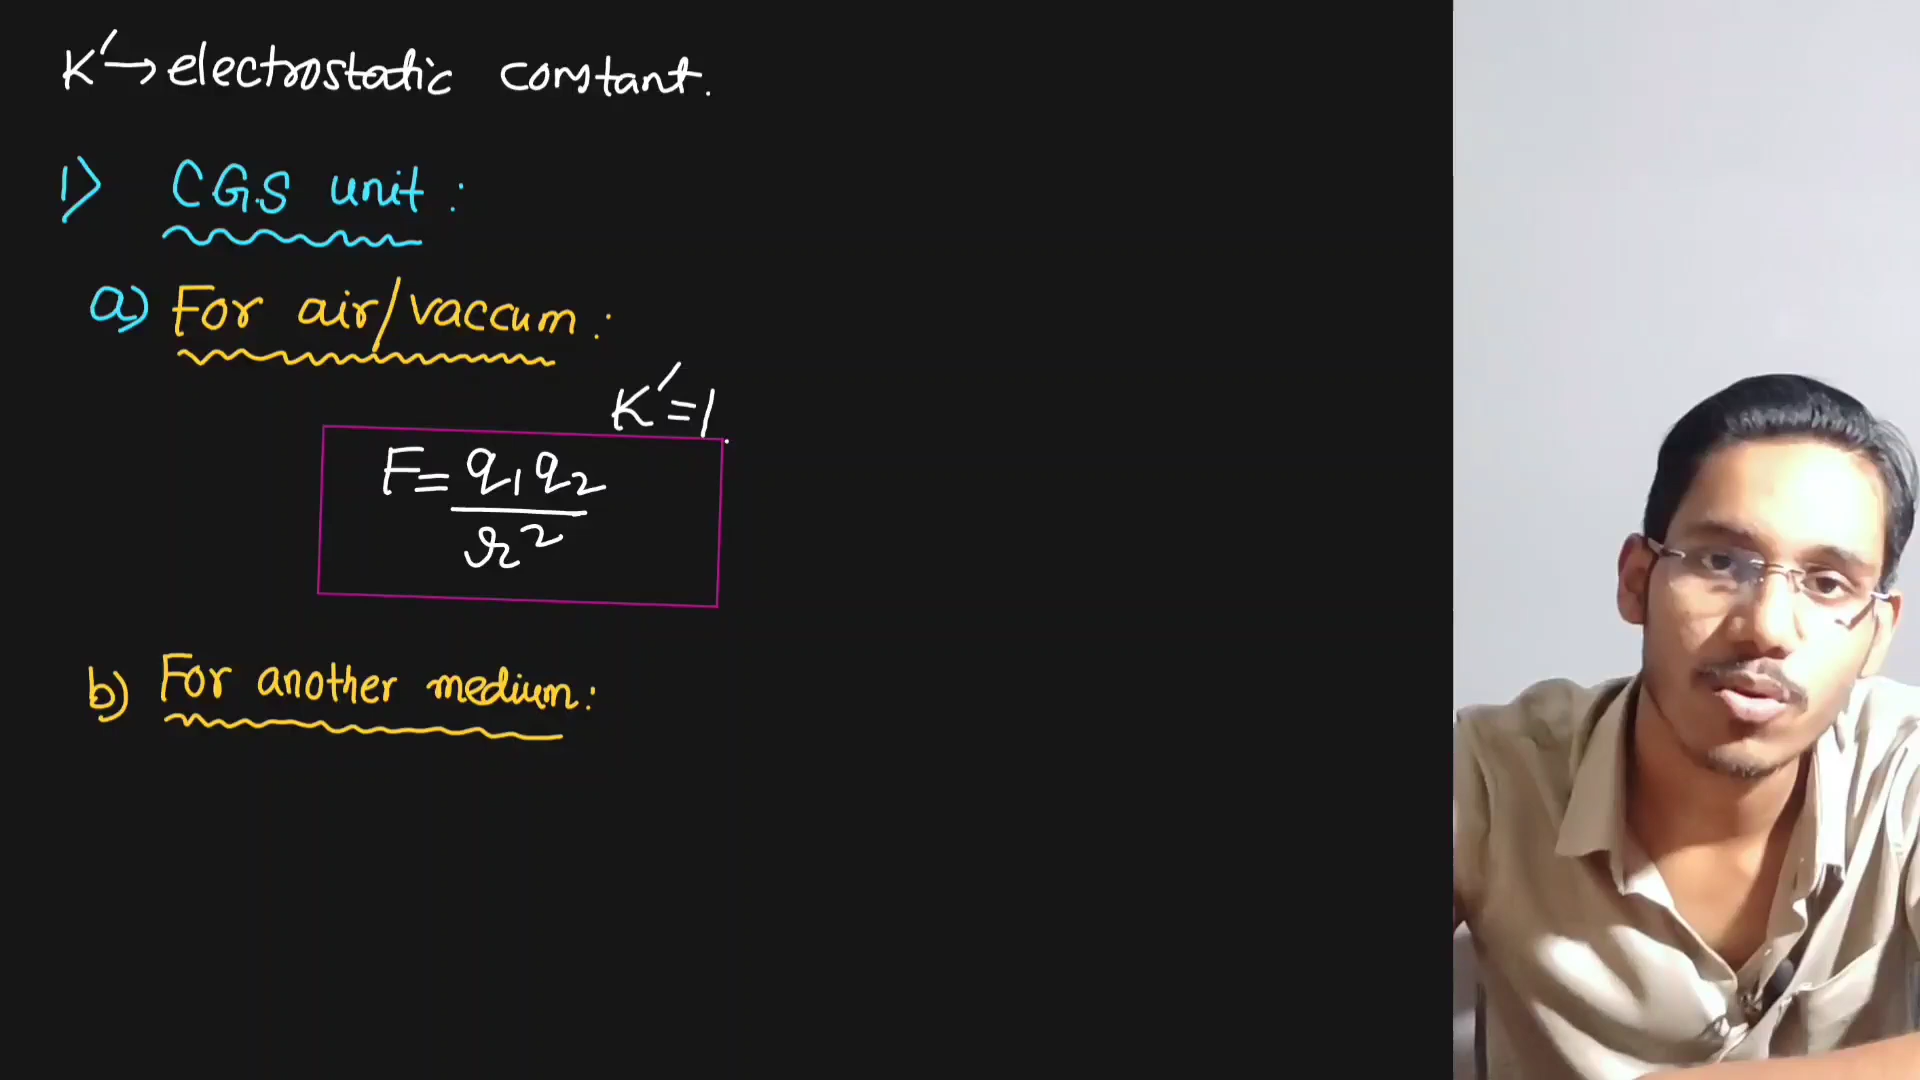 K' → electrostatic constant.
1) CGS unit :
a) For air/vaccum :
K' = 1
F = q₁q₂
r²
b) For another medium :